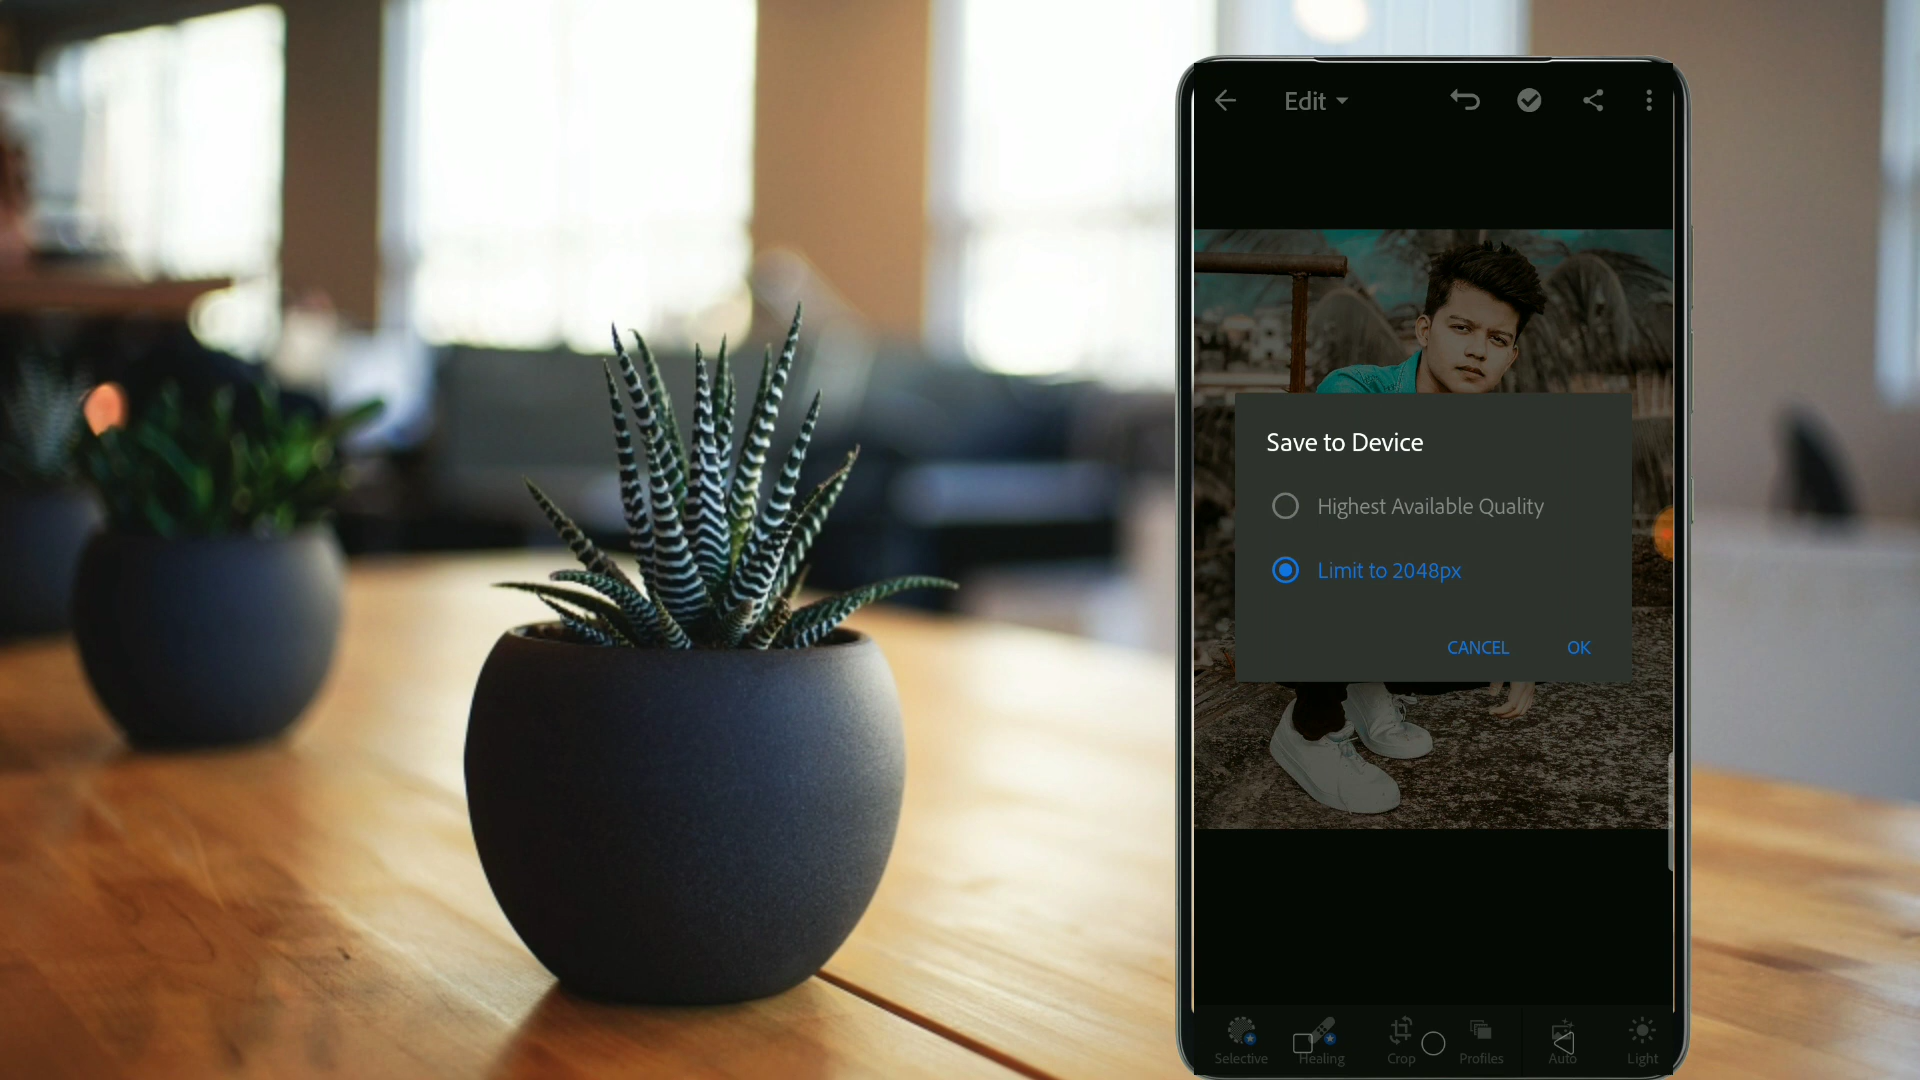 Edit
Save to Device
Highest Available Quality
Limit to 2048px
CANCEL OK
Selective Healing Crop Profiles Auto Light